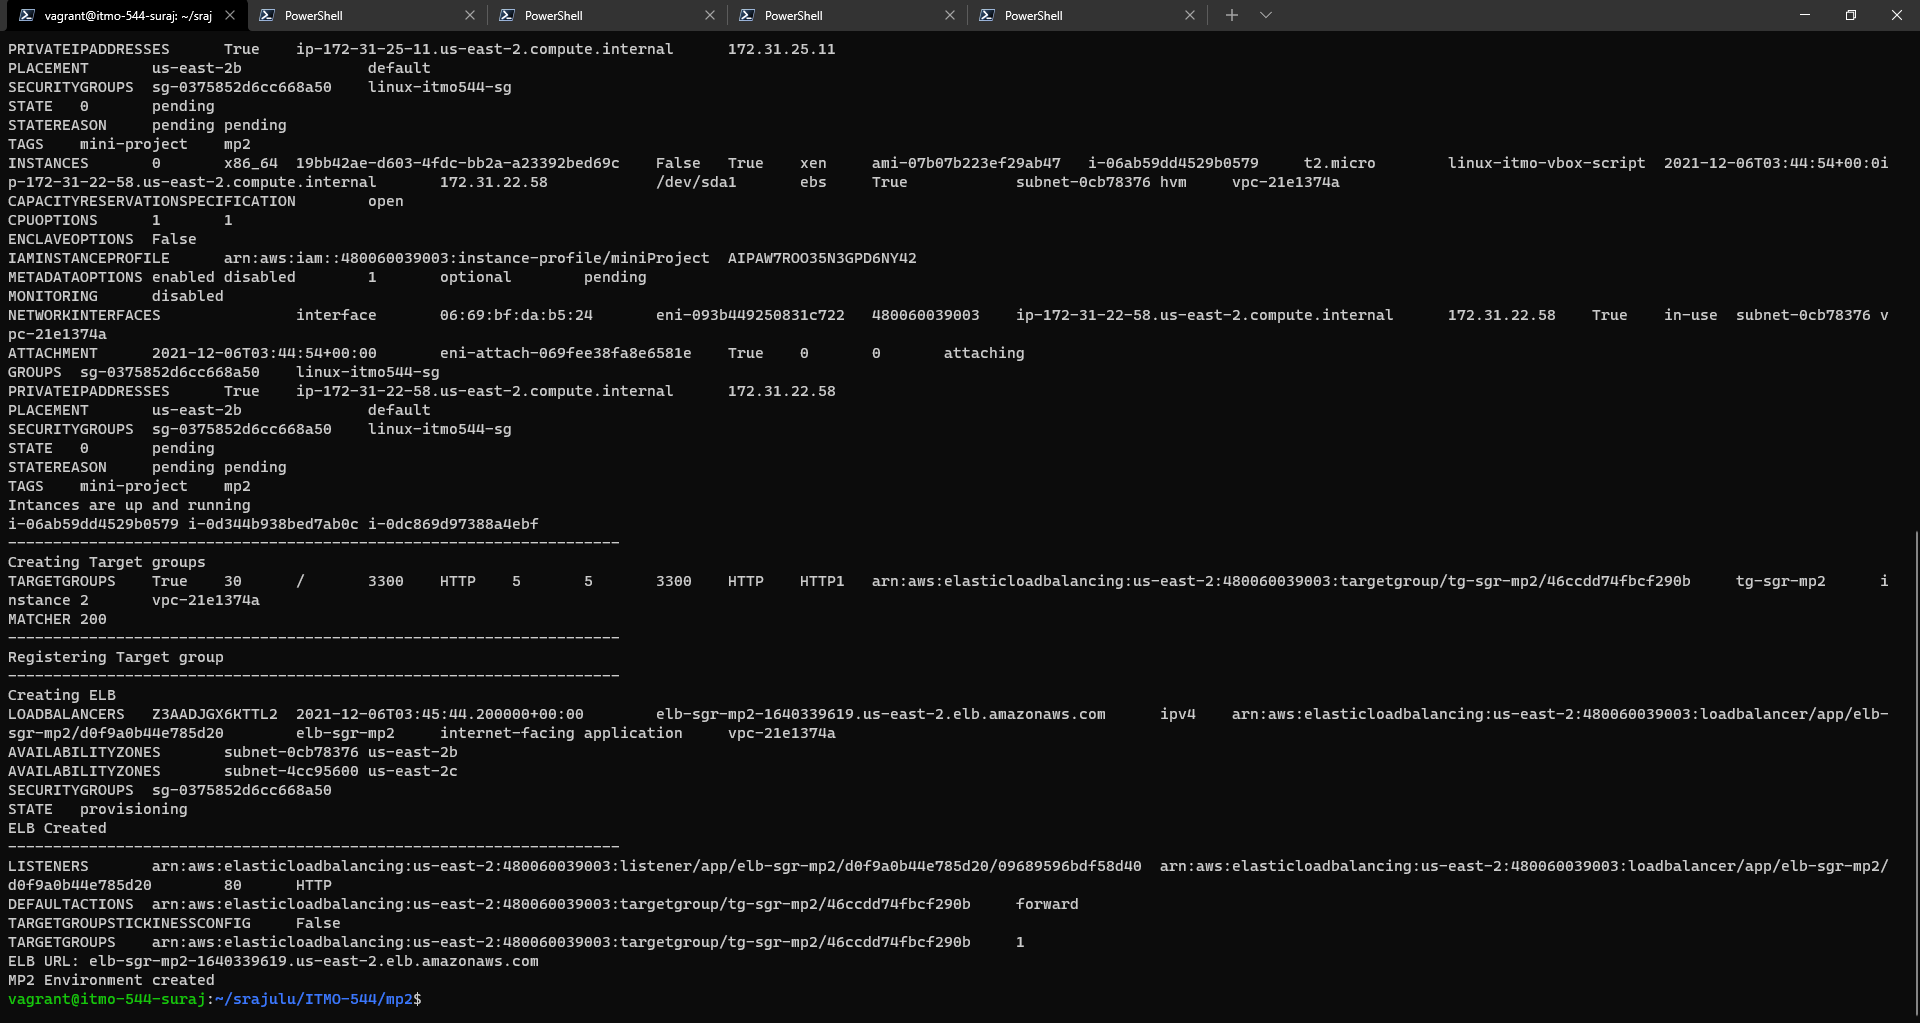 vagrant@itmo-544-suraj: ~/sraj
PowerShell
PowerShell
PowerShell
PowerShell
PRIVATEIPADDRESSES True ip-172-31-25-11.us-east-2.compute.internal 172.31.25.11
PLACEMENT us-east-2b default
SECURITYGROUPS sg-0375852d6cc668a50 linux-itmo544-sg
STATE 0 pending
STATEREASON pending pending
TAGS mini-project mp2
INSTANCES 0 x86_64 19bb42ae-d603-4fdc-bb2a-a23392bed69c False True xen ami-07b07b223ef29ab47 i-06ab59dd4529b0579 t2.micro linux-itmo-vbox-script 2021-12-06T03:44:54+00:0i
p-172-31-22-58.us-east-2.compute.internal 172.31.22.58 /dev/sda1 ebs True subnet-0cb78376 hvm vpc-21e1374a
CAPACITYRESERVATIONSPECIFICATION open
CPUOPTIONS 1 1
ENCLAVEOPTIONS False
IAMINSTANCEPROFILE arn:aws:iam::480060039003:instance-profile/miniProject AIPAW7ROO35N3GPD6NY42
METADATAOPTIONS enabled disabled 1 optional pending
MONITORING disabled
NETWORKINTERFACES interface 06:69:bf:da:b5:24 eni-093b449250831c722 480060039003 ip-172-31-22-58.us-east-2.compute.internal 172.31.22.58 True in-use subnet-0cb78376 v
pc-21e1374a
ATTACHMENT 2021-12-06T03:44:54+00:00 eni-attach-069fee38fa8e6581e True 0 0 attaching
GROUPS sg-0375852d6cc668a50 linux-itmo544-sg
PRIVATEIPADDRESSES True ip-172-31-22-58.us-east-2.compute.internal 172.31.22.58
PLACEMENT us-east-2b default
SECURITYGROUPS sg-0375852d6cc668a50 linux-itmo544-sg
STATE 0 pending
STATEREASON pending pending
TAGS mini-project mp2
Intances are up and running
i-06ab59dd4529b0579 i-0d344b938bed7ab0c i-0dc869d97388a4ebf
--------------------------------------------------------------------
Creating Target groups
TARGETGROUPS True 30 / 3300 HTTP 5 5 3300 HTTP HTTP1 arn:aws:elasticloadbalancing:us-east-2:480060039003:targetgroup/tg-sgr-mp2/46ccdd74fbcf290b tg-sgr-mp2 i
nstance 2 vpc-21e1374a
MATCHER 200
--------------------------------------------------------------------
Registering Target group
--------------------------------------------------------------------
Creating ELB
LOADBALANCERS Z3AADJGX6KTTL2 2021-12-06T03:45:44.200000+00:00 elb-sgr-mp2-1640339619.us-east-2.elb.amazonaws.com ipv4 arn:aws:elasticloadbalancing:us-east-2:480060039003:loadbalancer/app/elb-
sgr-mp2/d0f9a0b44e785d20 elb-sgr-mp2 internet-facing application vpc-21e1374a
AVAILABILITYZONES subnet-0cb78376 us-east-2b
AVAILABILITYZONES subnet-4cc95600 us-east-2c
SECURITYGROUPS sg-0375852d6cc668a50
STATE provisioning
ELB Created
--------------------------------------------------------------------
LISTENERS arn:aws:elasticloadbalancing:us-east-2:480060039003:listener/app/elb-sgr-mp2/d0f9a0b44e785d20/09689596bdf58d40 arn:aws:elasticloadbalancing:us-east-2:480060039003:loadbalancer/app/elb-sgr-mp2/
d0f9a0b44e785d20 80 HTTP
DEFAULTACTIONS arn:aws:elasticloadbalancing:us-east-2:480060039003:targetgroup/tg-sgr-mp2/46ccdd74fbcf290b forward
TARGETGROUPSTICKINESSCONFIG False
TARGETGROUPS arn:aws:elasticloadbalancing:us-east-2:480060039003:targetgroup/tg-sgr-mp2/46ccdd74fbcf290b 1
ELB URL: elb-sgr-mp2-1640339619.us-east-2.elb.amazonaws.com
MP2 Environment created
vagrant@itmo-544-suraj:~/srajulu/ITMO-544/mp2$